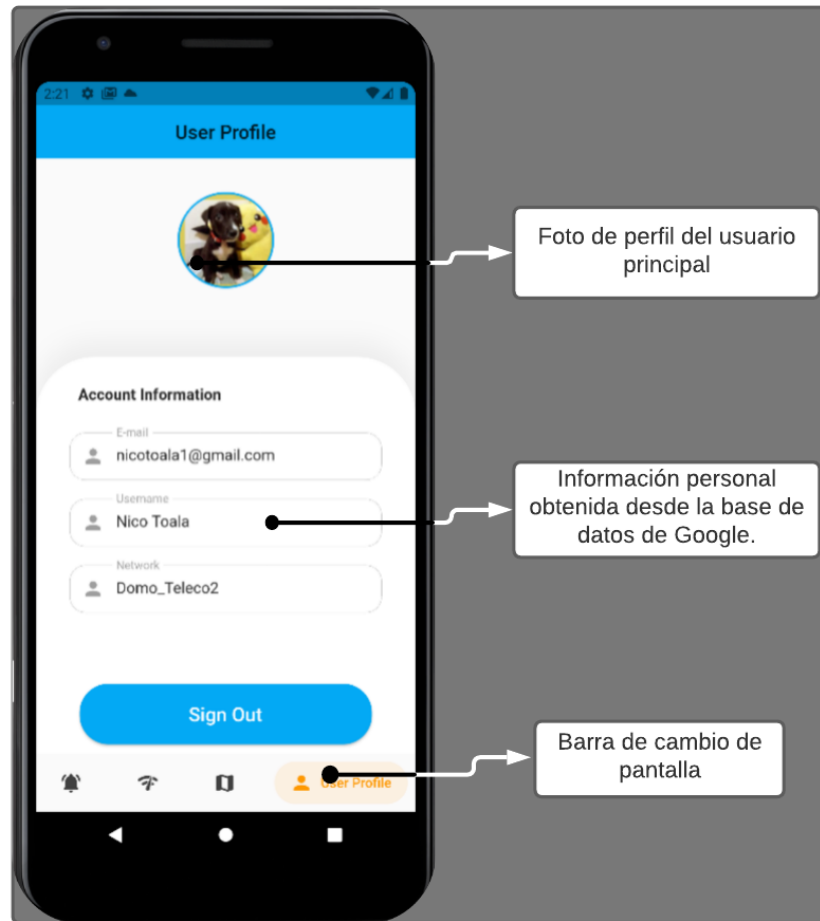 2:21
User Profile
Foto de perfil del usuario
principal
Account Information
E-mail
nicotoala1@gmail.com
Username
Nico Toala
Network
Domo_Teleco2
Información personal
obtenida desde la base de
datos de Google.
Sign Out
User Profile
Barra de cambio de
pantalla